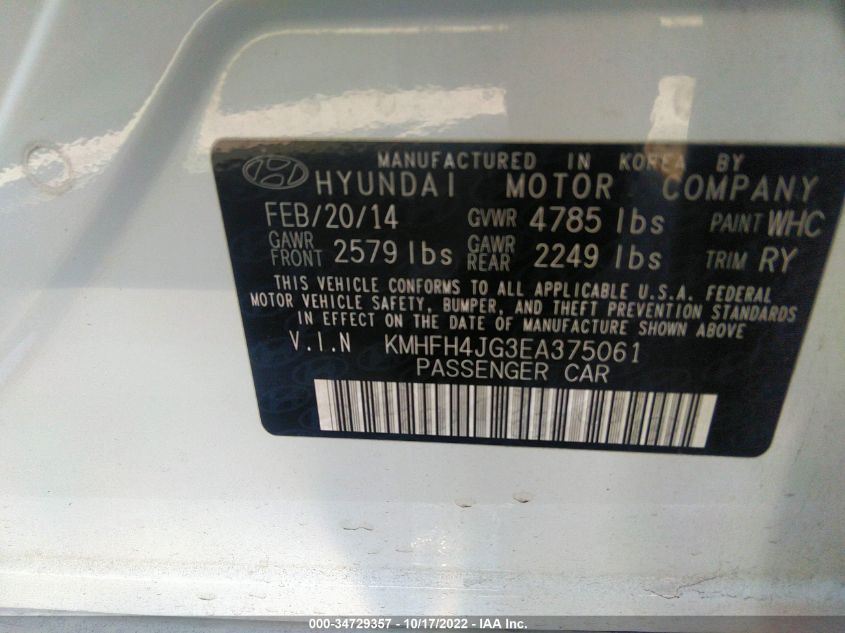 MANUFACTURED IN KOREA BY
HYUNDAI MOTOR COMPANY
FEB/20/14 GVWR 4785 lbs PAINT WHC
GAWR FRONT 2579 lbs GAWR REAR 2249 lbs TRIM RY
THIS VEHICLE CONFORMS TO ALL APPLICABLE U.S.A. FEDERAL
MOTOR VEHICLE SAFETY, BUMPER, AND THEFT PREVENTION STANDARDS
IN EFFECT ON THE DATE OF MANUFACTURE SHOWN ABOVE
V.I.N KMHFH4JG3EA375061
PASSENGER CAR
000-34729357 - 10/17/2022 - IAA Inc.